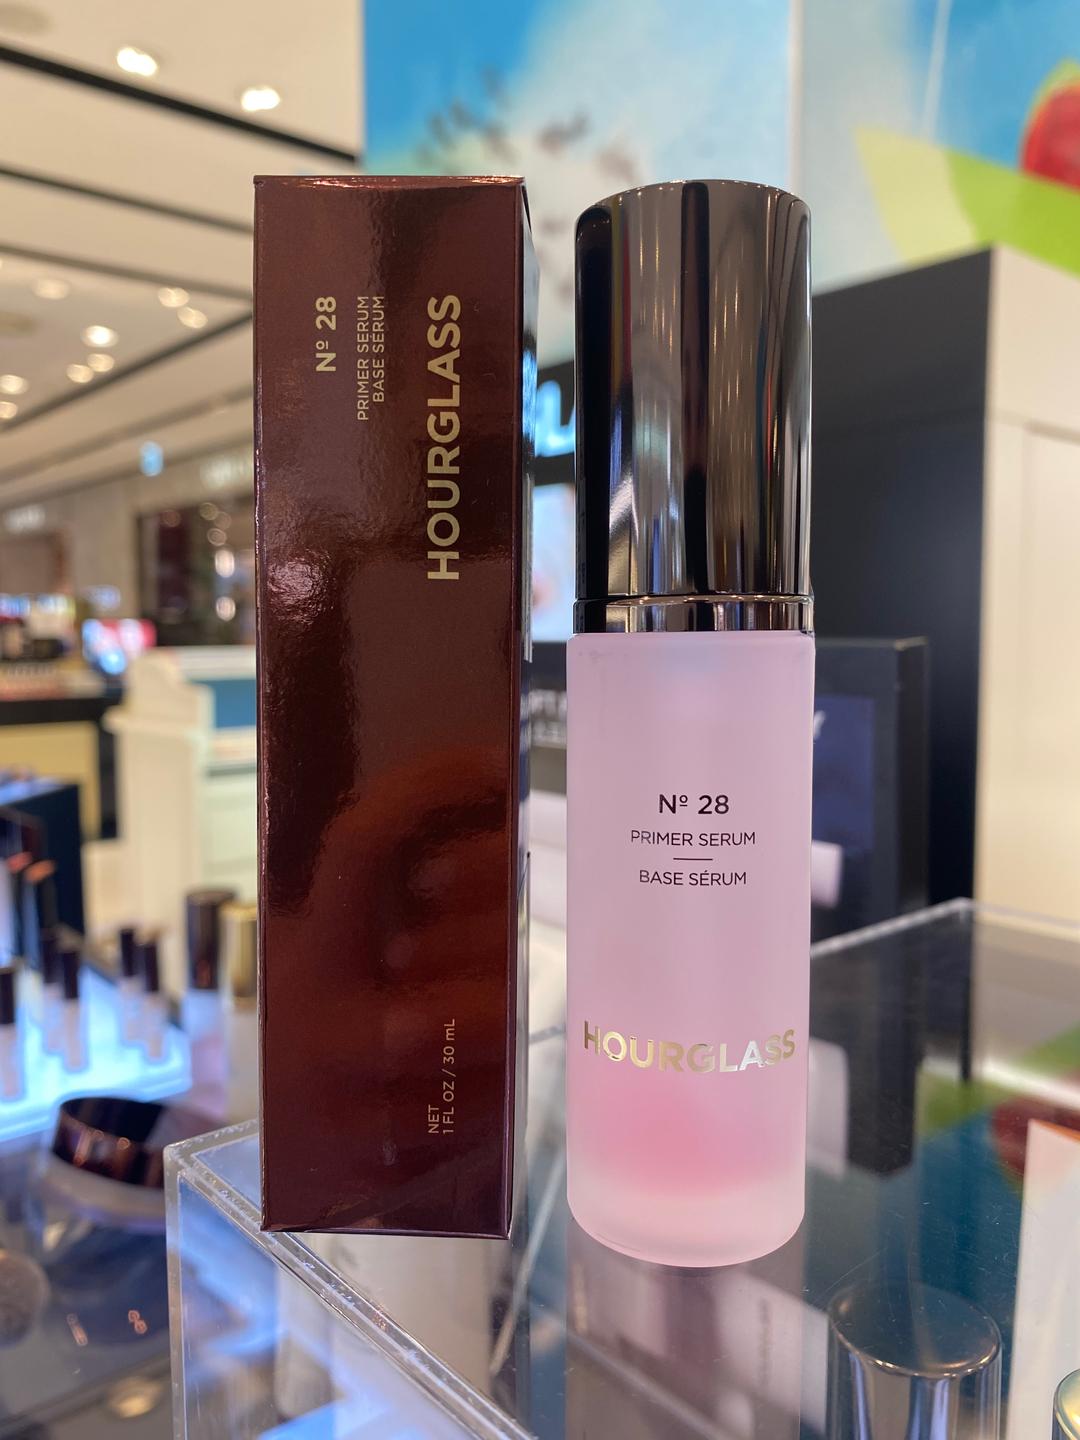 Nº 28
PRIMER SERUM
BASE SÉRUM
HOURGLASS
NET
1 FL OZ / 30 mL
Nº 28
PRIMER SERUM
BASE SÉRUM
HOURGLASS